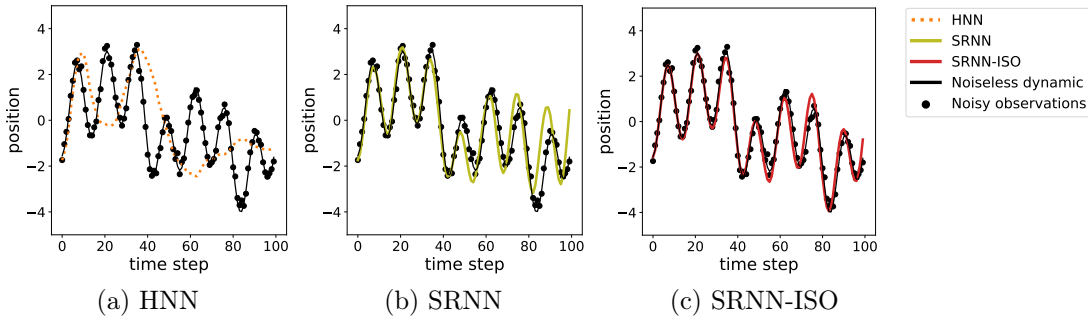 4
2
0
−2
−4
position
0 20 40 60 80 100
time step
(a) HNN
4
2
0
−2
−4
position
0 20 40 60 80 100
time step
(b) SRNN
4
2
0
−2
−4
position
0 20 40 60 80 100
time step
(c) SRNN-ISO
HNN
SRNN
SRNN-ISO
Noiseless dynamic
Noisy observations